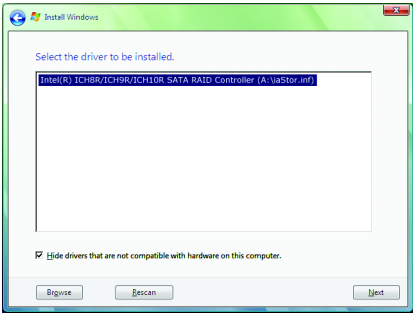 Install Windows
Select the driver to be installed.
Intel(R) ICH8R/ICH9R/ICH10R SATA RAID Controller (A:\iaStor.inf)
Hide drivers that are not compatible with hardware on this computer.
Browse
Rescan
Next